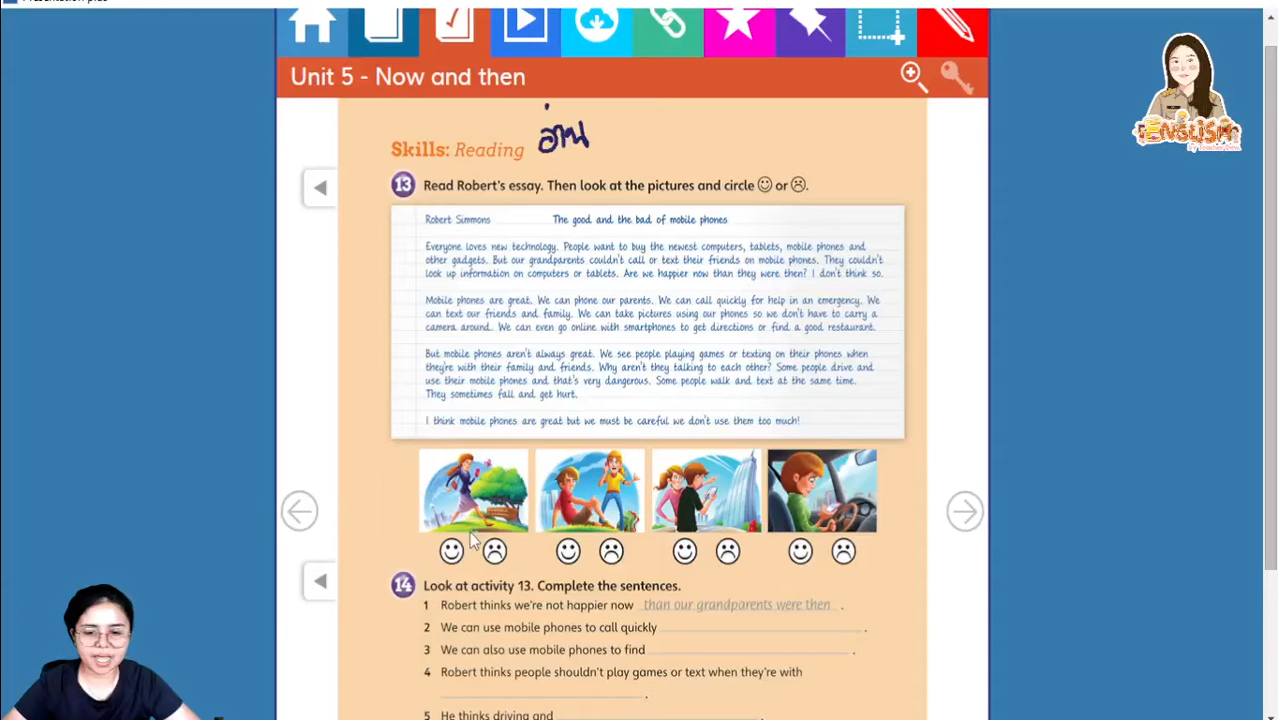 Unit 5 - Now and then
ENGLISH
อ่าน
Skills: Reading
13 Read Robert's essay. Then look at the pictures and circle ☺ or ☹.
Robert Simmons The good and the bad of mobile phones
Everyone loves new technology. People want to buy the newest computers, tablets, mobile phones and
other gadgets. But our grandparents couldn't call or text their friends on mobile phones. They couldn't
look up information on computers or tablets. Are we happier now than they were then? I don't think so.
Mobile phones are great. We can phone our parents. We can call quickly for help in an emergency. We
can text our friends and family. We can take pictures using our phones so we don't have to carry a
camera around. We can even go online with smartphones to get directions or find a good restaurant.
But mobile phones aren't always great. We see people playing games or texting on their phones when
they're with their family and friends. Why aren't they talking to each other? Some people drive and
use their mobile phones and that's very dangerous. Some people walk and text at the same time.
They sometimes fall and get hurt.
I think mobile phones are great but we must be careful we don't use them too much!
14 Look at activity 13. Complete the sentences.
1 Robert thinks we're not happier now than our grandparents were then .
2 We can use mobile phones to call quickly .
3 We can also use mobile phones to find .
4 Robert thinks people shouldn't play games or text when they're with
.
5 He thinks driving and .